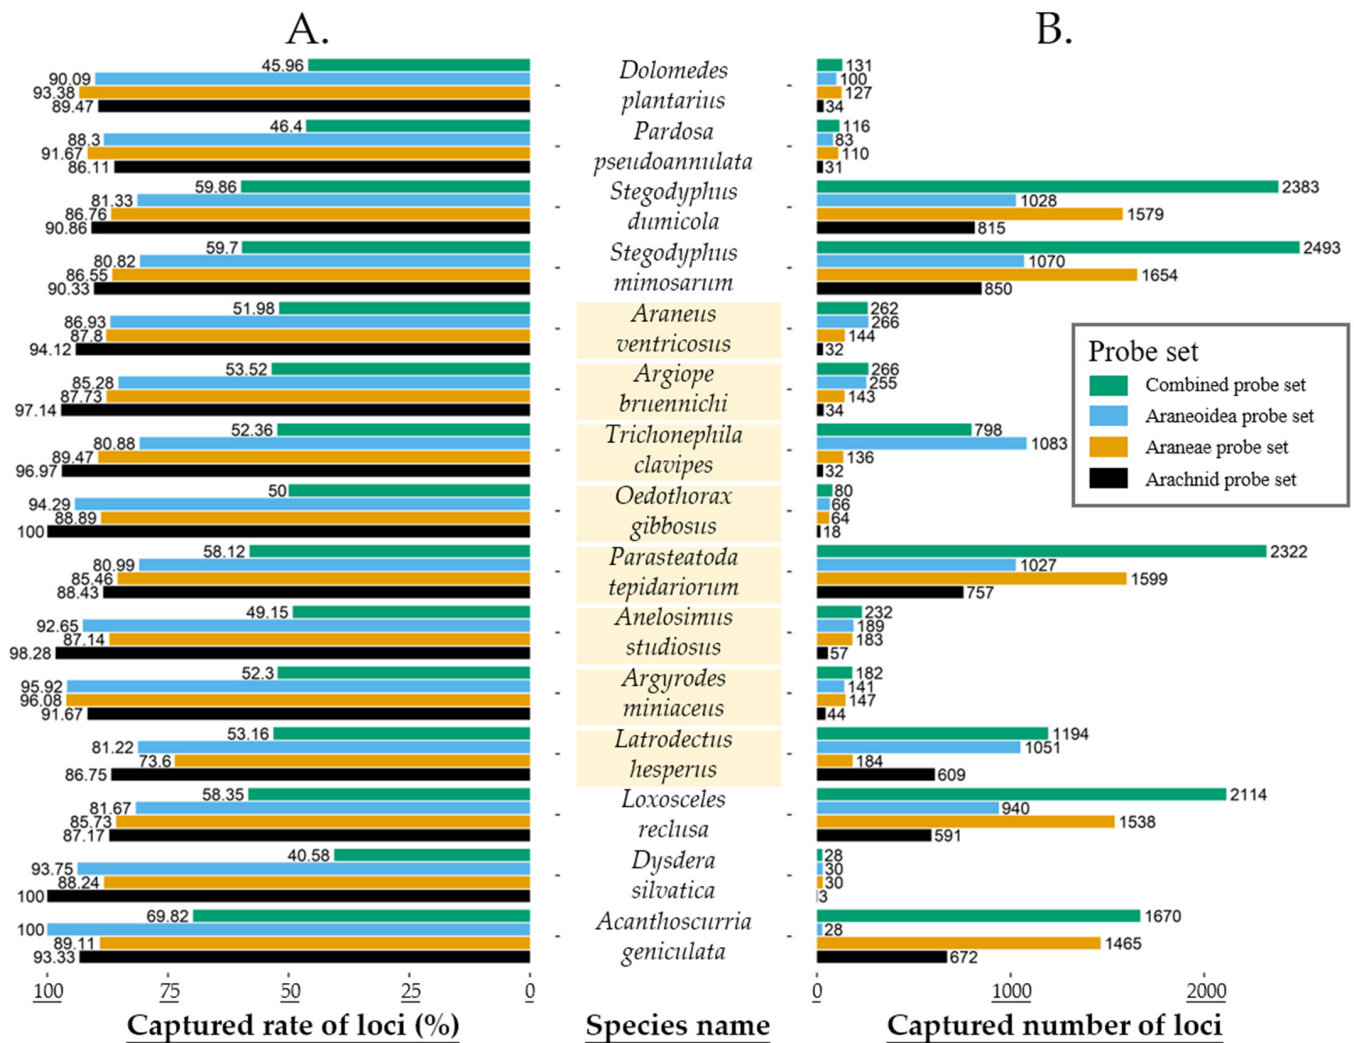 A.
B.
45.96
90.09
93.38
89.47
Dolomedes
plantarius
131
100
127
34
46.4
88.3
91.67
86.11
Pardosa
pseudoannulata
116
83
110
31
59.86
81.33
86.76
90.86
Stegodyphus
dumicola
2383
1028
1579
815
59.7
80.82
86.55
90.33
Stegodyphus
mimosarum
2493
1070
1654
850
51.98
86.93
87.8
94.12
Araneus
ventricosus
262
266
144
32
53.52
85.28
87.73
97.14
Argiope
bruennichi
266
255
143
34
52.36
80.88
89.47
96.97
Trichonephila
clavipes
798
1083
136
32
50
94.29
88.89
100
Oedothorax
gibbosus
80
66
64
18
58.12
80.99
85.46
88.43
Parasteatoda
tepidariorum
2322
1027
1599
757
49.15
92.65
87.14
98.28
Anelosimus
studiosus
232
189
183
57
52.3
95.92
96.08
91.67
Argyrodes
miniaceus
182
141
147
44
53.16
81.22
73.6
86.75
Latrodectus
hesperus
1194
1051
184
609
58.35
81.67
85.73
87.17
Loxosceles
reclusa
2114
940
1538
591
40.58
93.75
88.24
100
Dysdera
silvatica
28
30
30
3
69.82
100
89.11
93.33
Acanthoscurria
geniculata
1670
28
1465
672
Probe set
Combined probe set
Araneoidea probe set
Araneae probe set
Arachnid probe set
100 75 50 25 0
0 1000 2000
Captured rate of loci (%)
Species name
Captured number of loci